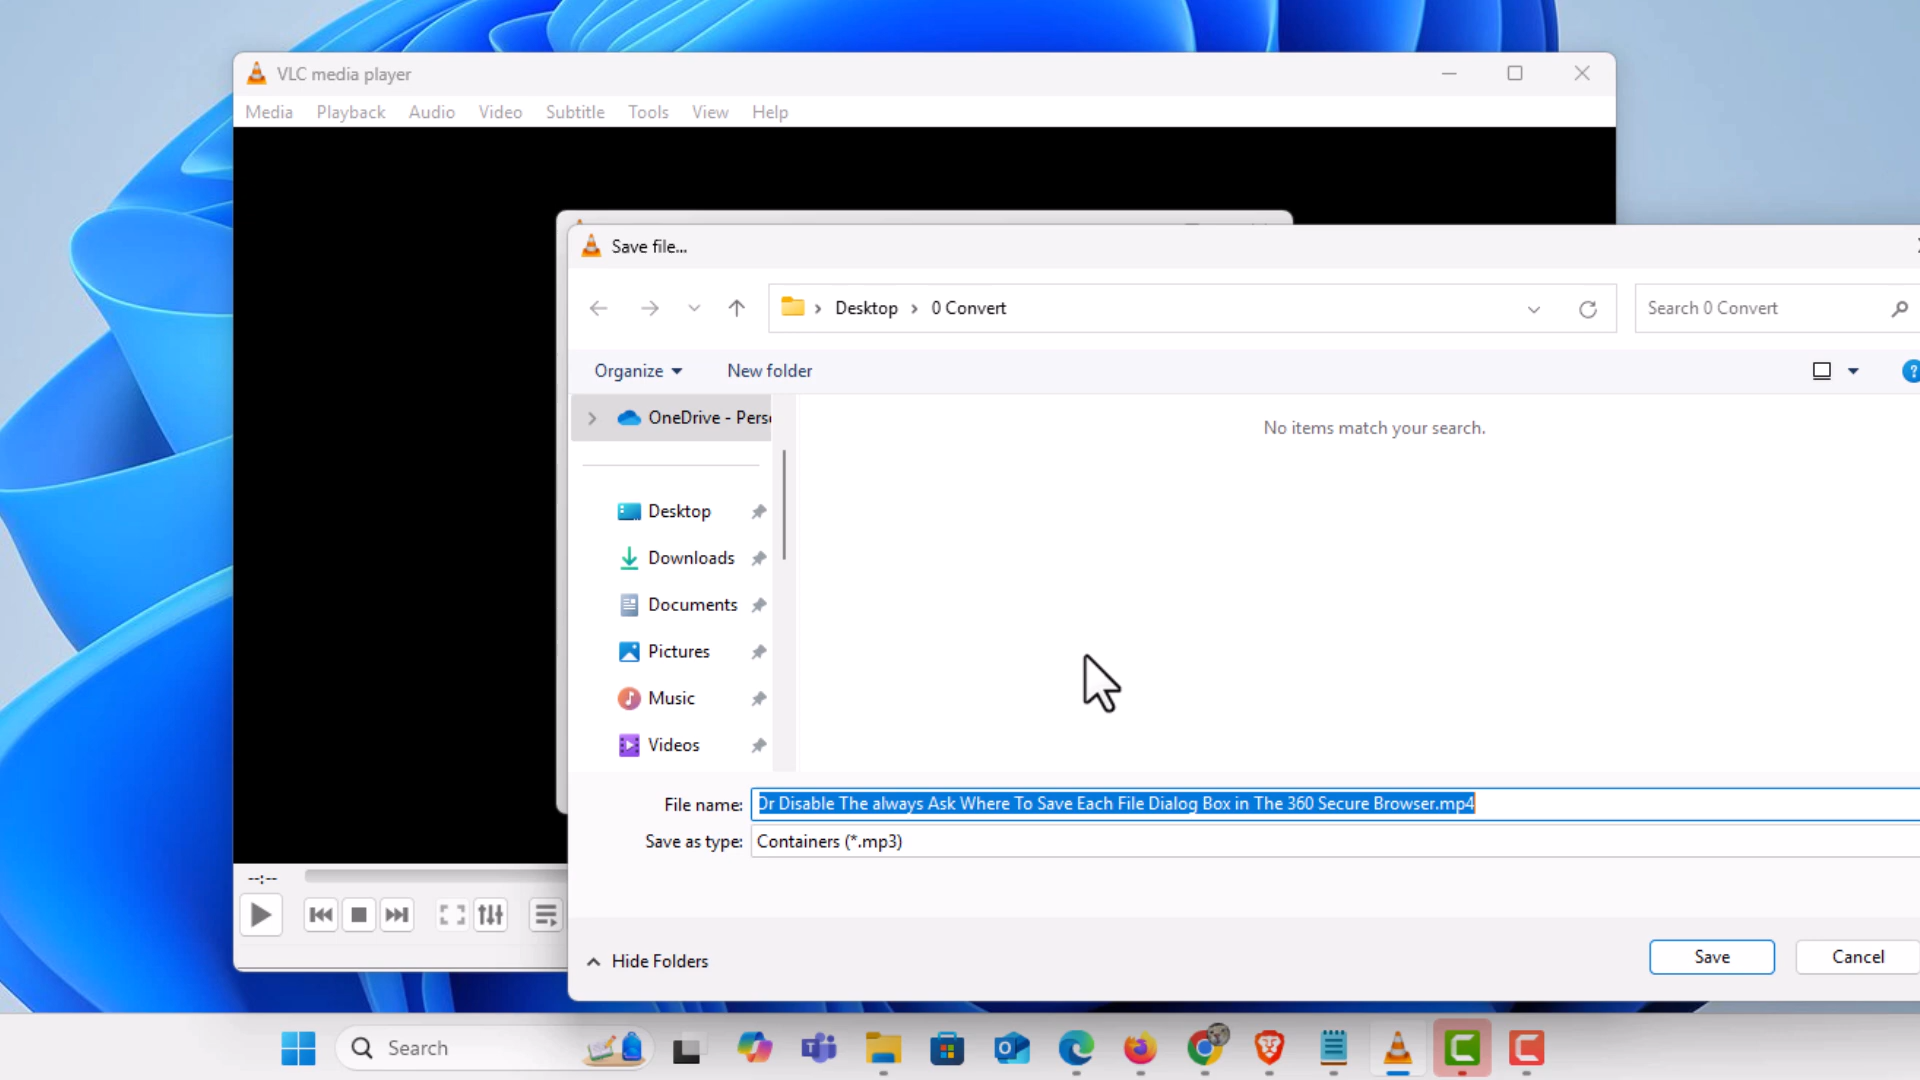 VLC media player
Media Playback Audio Video Subtitle Tools View Help
Save file...
Desktop › 0 Convert
Search 0 Convert
Organize New folder
OneDrive - Pers
No items match your search.
Desktop
Downloads
Documents
Pictures
Music
Videos
File name: Or Disable The always Ask Where To Save Each File Dialog Box in The 360 Secure Browser.mp4
Save as type: Containers (*.mp3)
--:--
Hide Folders
Save Cancel
Search